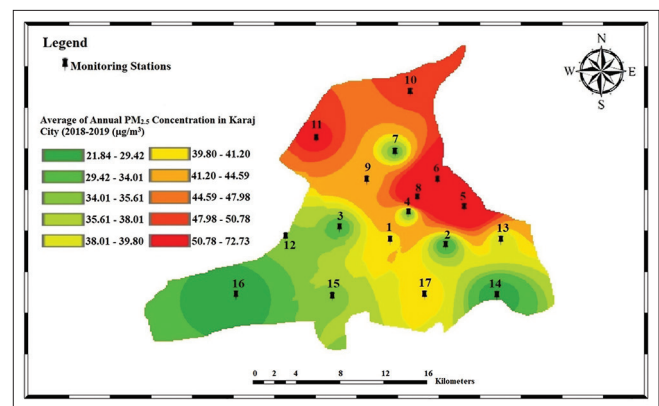 Legend
Monitoring Stations
Average of Annual PM2.5 Concentration in Karaj
City (2018-2019 (µg/m³)
21.84 - 29.42
29.42 - 34.01
34.01 - 35.61
35.61 - 38.01
38.01 - 39.80
39.80 - 41.20
41.20 - 44.59
44.59 - 47.98
47.98 - 50.78
50.78 - 72.73
N
W E
S
10
11
7
9
6
8
5
4
3
1
2
13
12
16
15
17
14
0 2 4 8 12 16
Kilometers